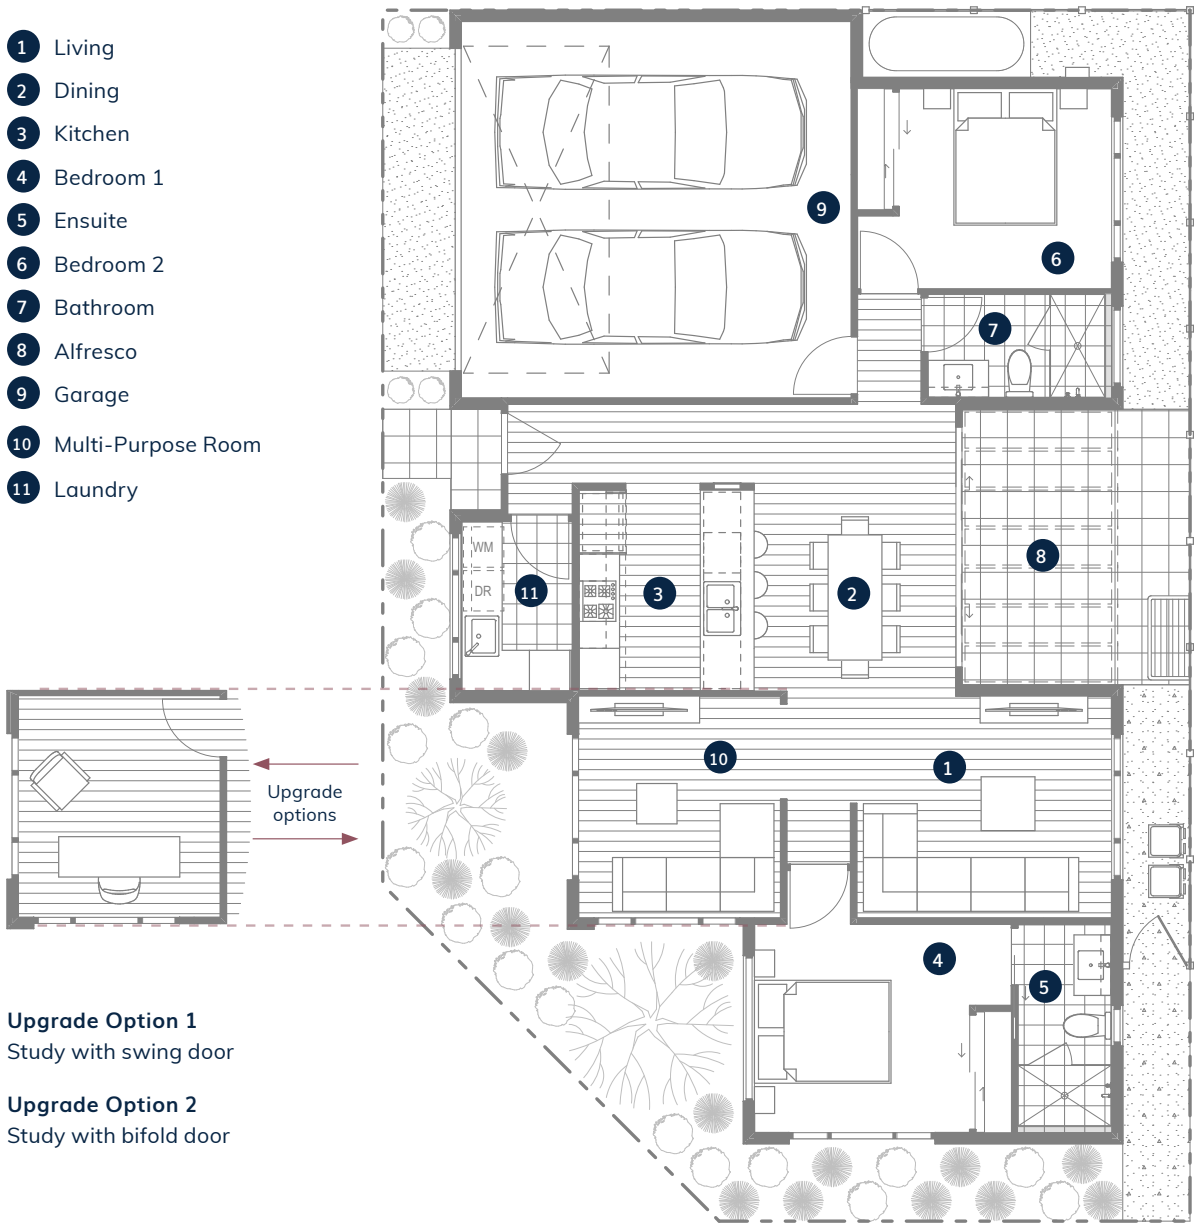 1 Living
2 Dining
3 Kitchen
4 Bedroom 1
5 Ensuite
6 Bedroom 2
7 Bathroom
8 Alfresco
9 Garage
10 Multi-Purpose Room
11 Laundry
9
6
7
8
WM
DR
11
3
2
10
1
Upgrade
options
4
5
Upgrade Option 1
Study with swing door
Upgrade Option 2
Study with bifold door